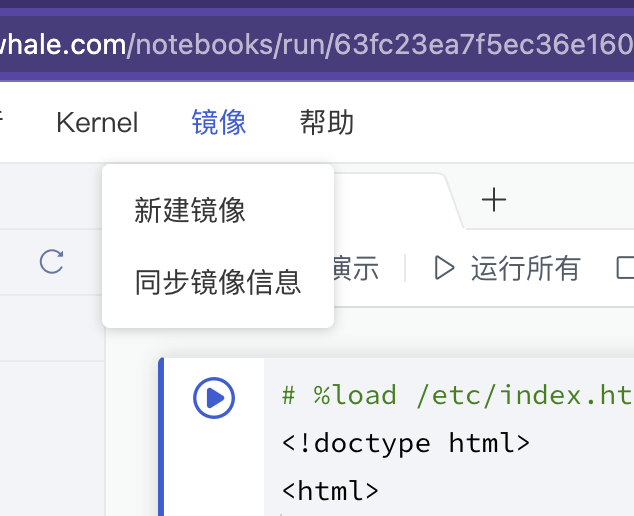 whale.com/notebooks/run/63fc23ea7f5ec36e160
Kernel 镜像 帮助
新建镜像
同步镜像信息
演示 运行所有
# %load /etc/index.ht
<!doctype html>
<html>